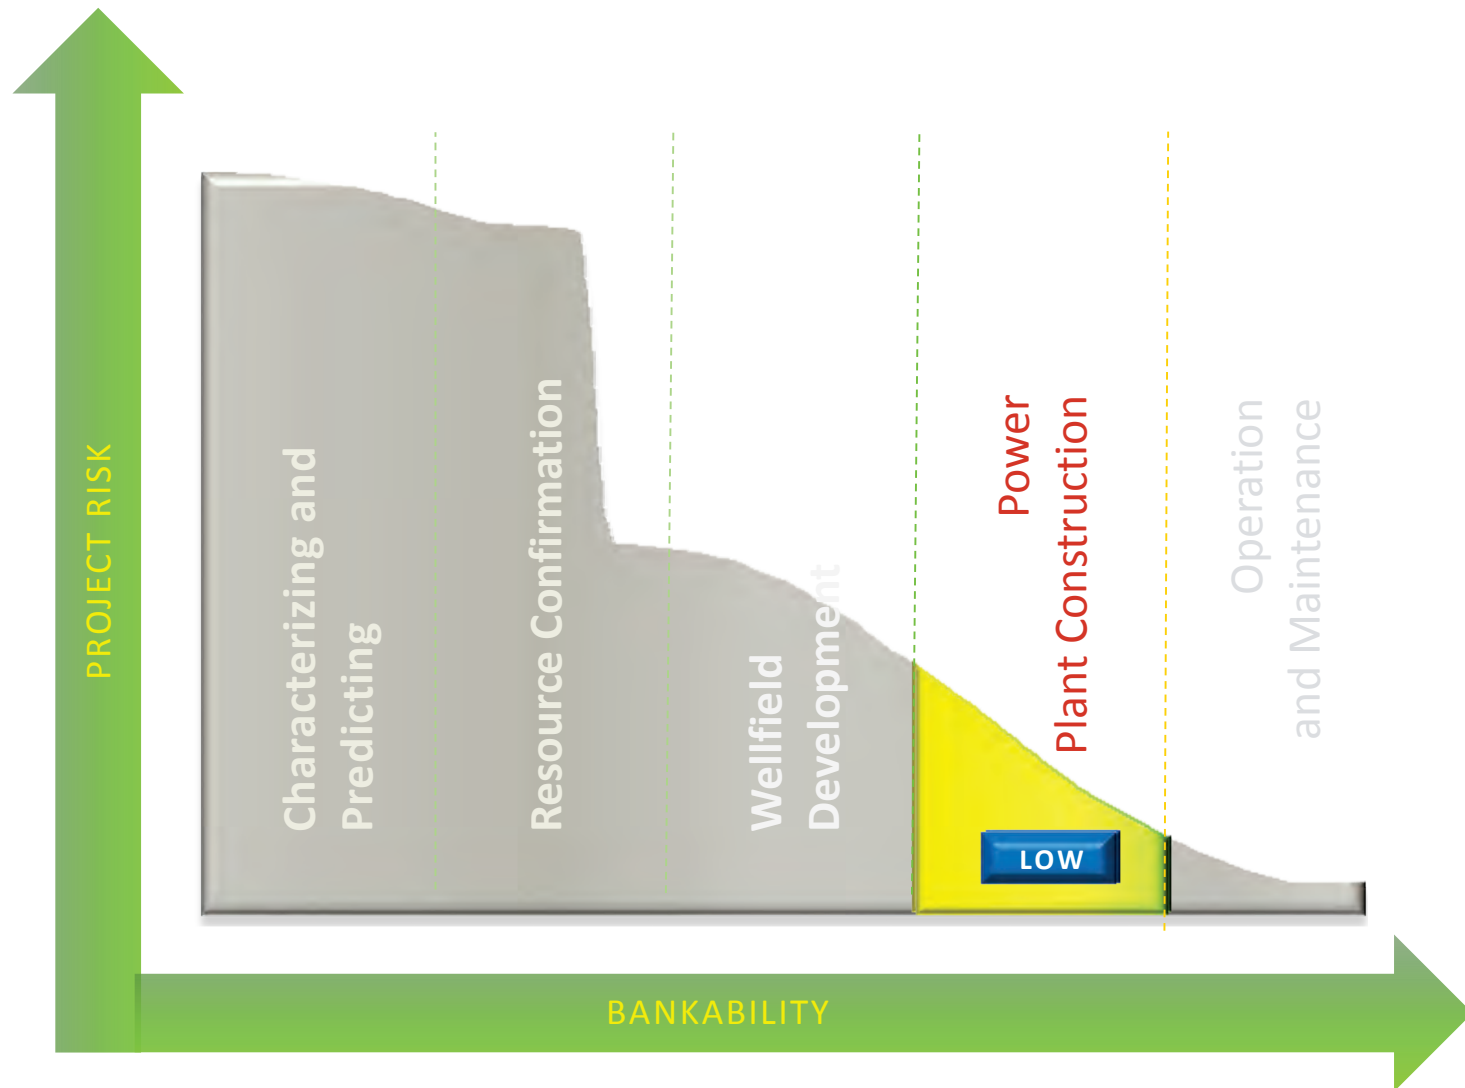 PROJECT RISK
Characterizing and
Predicting
Resource Confirmation
Wellfield
Development
Power
Plant Construction
Operation
and Maintenance
LOW
BANKABILITY